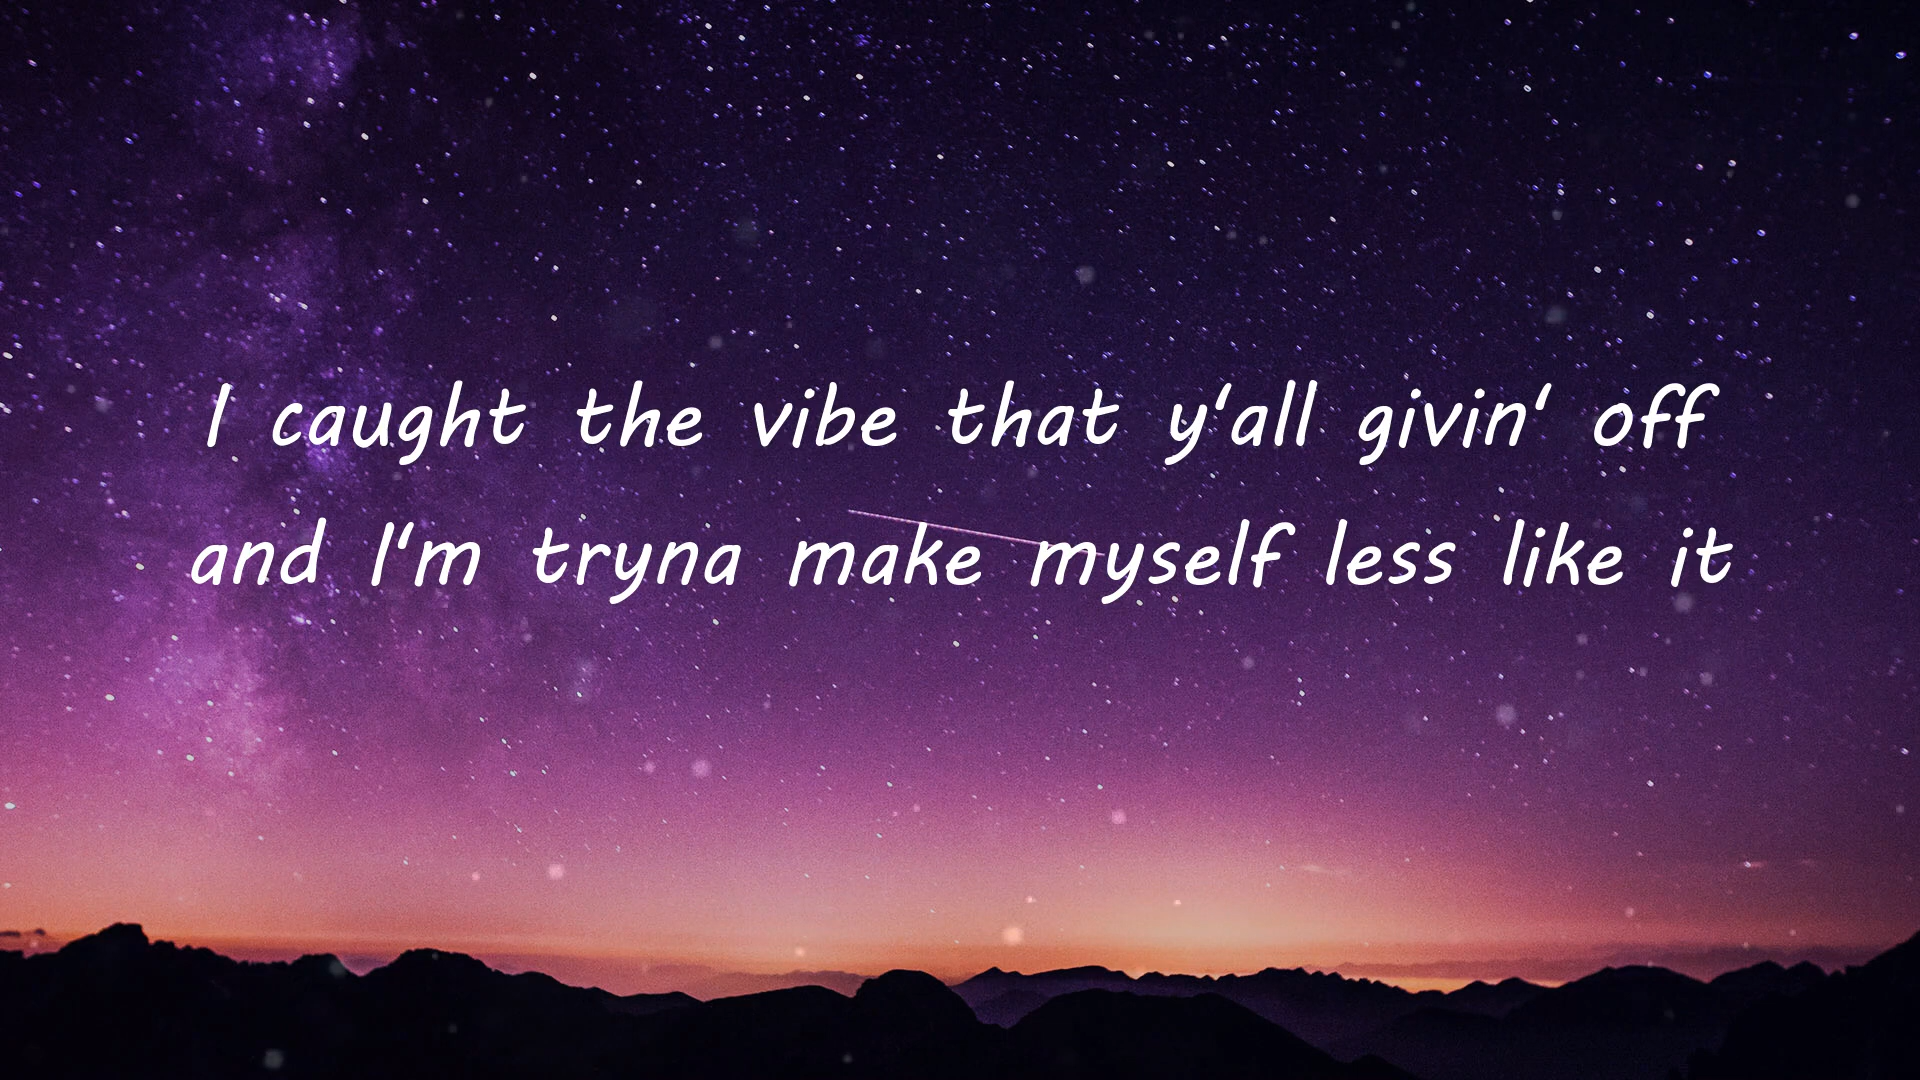 I caught the vibe that y'all givin' off
and I'm tryna make myself less like it